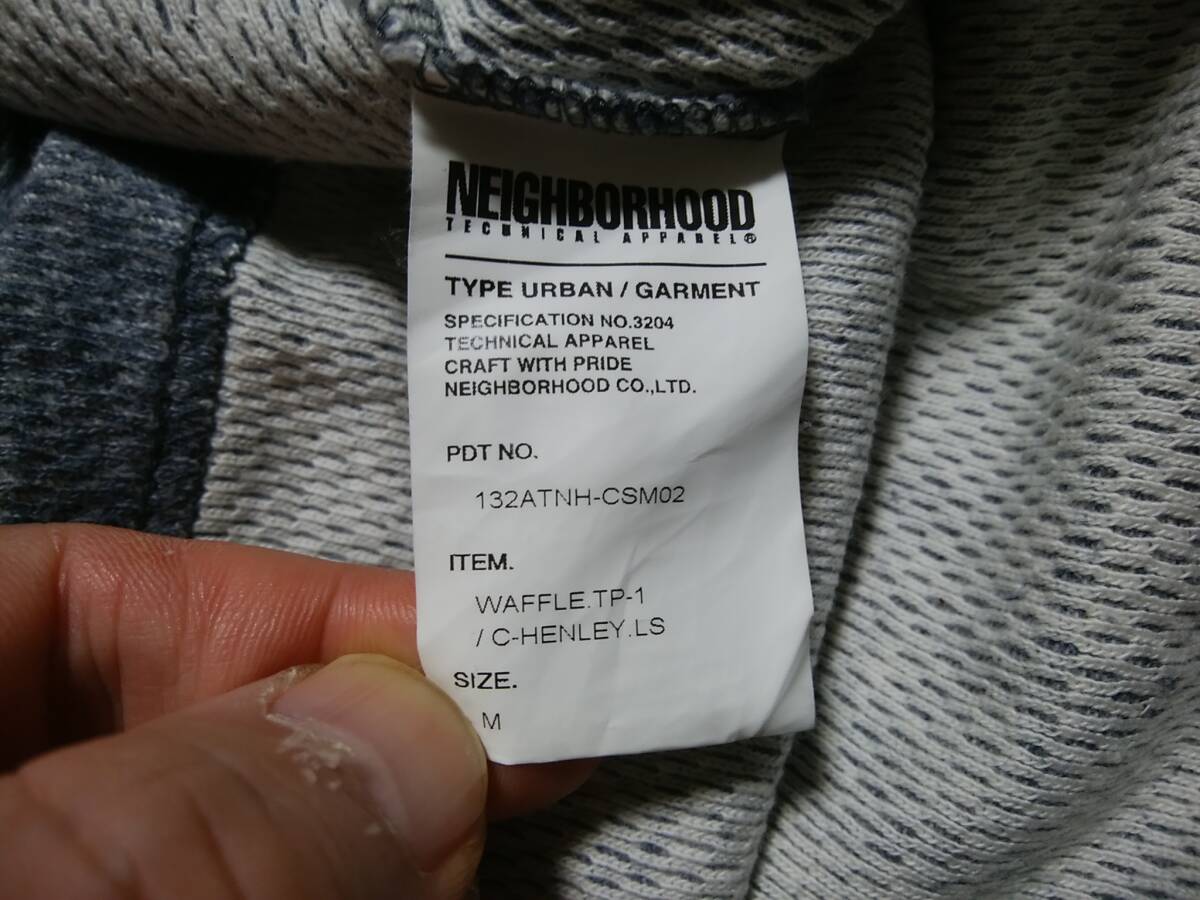 NEIGHBORHOOD
TECHNICAL APPAREL®
TYPE URBAN / GARMENT
SPECIFICATION NO.3204
TECHNICAL APPAREL
CRAFT WITH PRIDE
NEIGHBORHOOD CO.,LTD.
PDT NO.
132ATNH-CSM02
ITEM.
WAFFLE.TP-1
/ C-HENLEY.LS
SIZE.
M